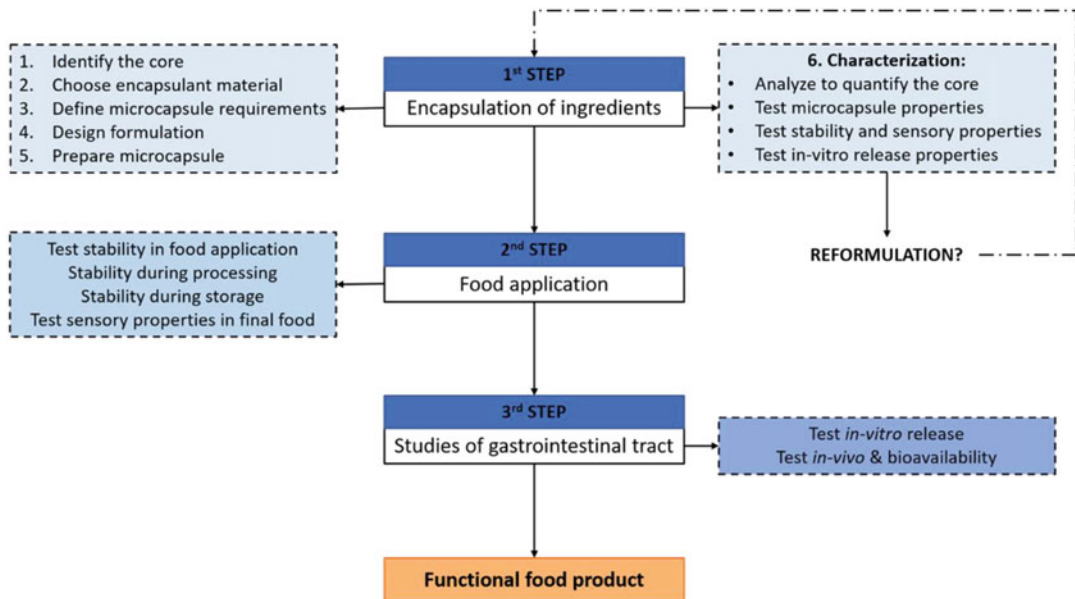 1st STEP
Encapsulation of ingredients
1. Identify the core
2. Choose encapsulant material
3. Define microcapsule requirements
4. Design formulation
5. Prepare microcapsule
6. Characterization:
• Analyze to quantify the core
• Test microcapsule properties
• Test stability and sensory properties
• Test in-vitro release properties
REFORMULATION?
2nd STEP
Food application
Test stability in food application
Stability during processing
Stability during storage
Test sensory properties in final food
3rd STEP
Studies of gastrointestinal tract
Test in-vitro release
Test in-vivo & bioavailability
Functional food product